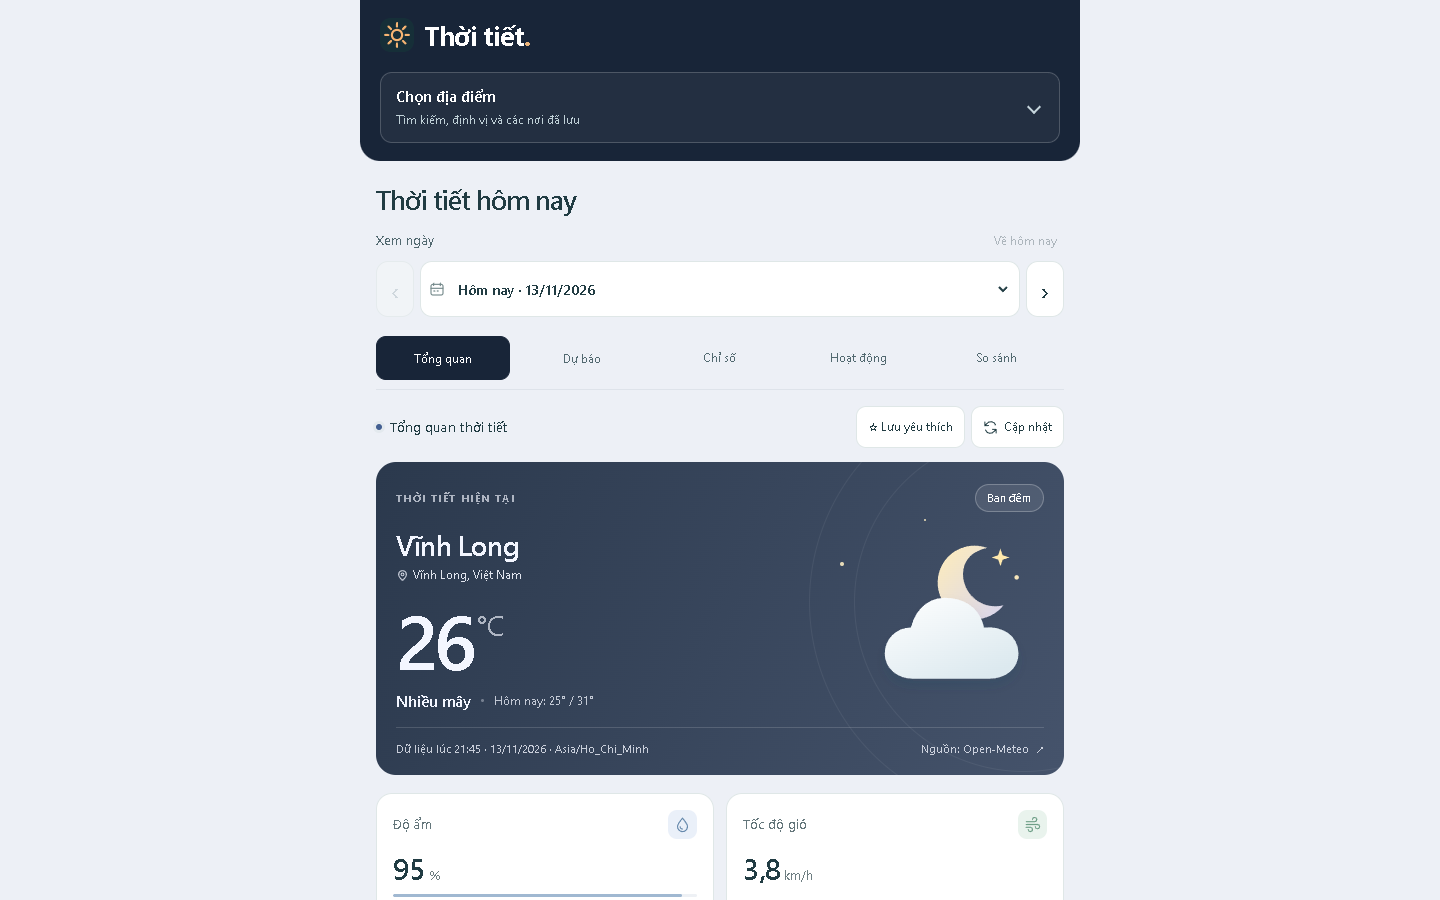 Thời tiết.
Chọn địa điểm
Tìm kiếm, định vị và các nơi đã lưu
Thời tiết hôm nay
Xem ngày
Về hôm nay
Hôm nay · 13/11/2026
Tổng quan
Dự báo
Chỉ số
Hoạt động
So sánh
Tổng quan thời tiết
☆ Lưu yêu thích
Cập nhật
THỜI TIẾT HIỆN TẠI
Ban đêm
Vĩnh Long
Vĩnh Long, Việt Nam
26°C
Nhiều mây • Hôm nay: 25° / 31°
Dữ liệu lúc 21:45 · 13/11/2026 · Asia/Ho_Chi_Minh
Nguồn: Open-Meteo ↗
Độ ẩm
95 %
Tốc độ gió
3,8 km/h